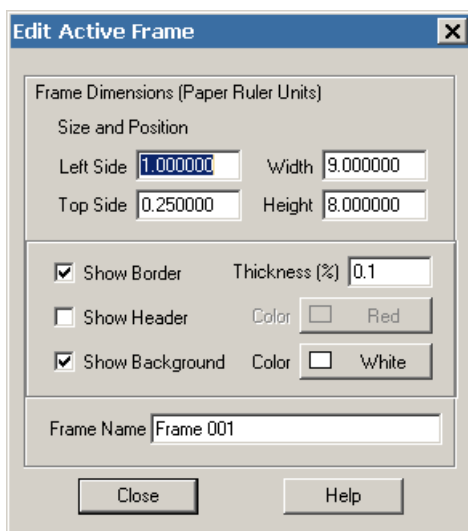 Edit Active Frame
Frame Dimensions (Paper Ruler Units)
Size and Position
Left Side 1.000000 Width 9.000000
Top Side 0.250000 Height 8.000000
Show Border Thickness (%) 0.1
Show Header Color Red
Show Background Color White
Frame Name Frame 001
Close Help